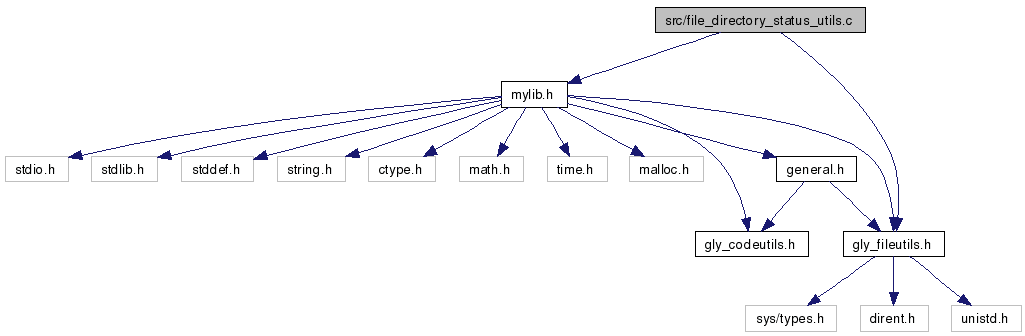 src/file_directory_status_utils.c
mylib.h
stdio.h
stdlib.h
stddef.h
string.h
ctype.h
math.h
time.h
malloc.h
general.h
gly_codeutils.h
gly_fileutils.h
sys/types.h
dirent.h
unistd.h